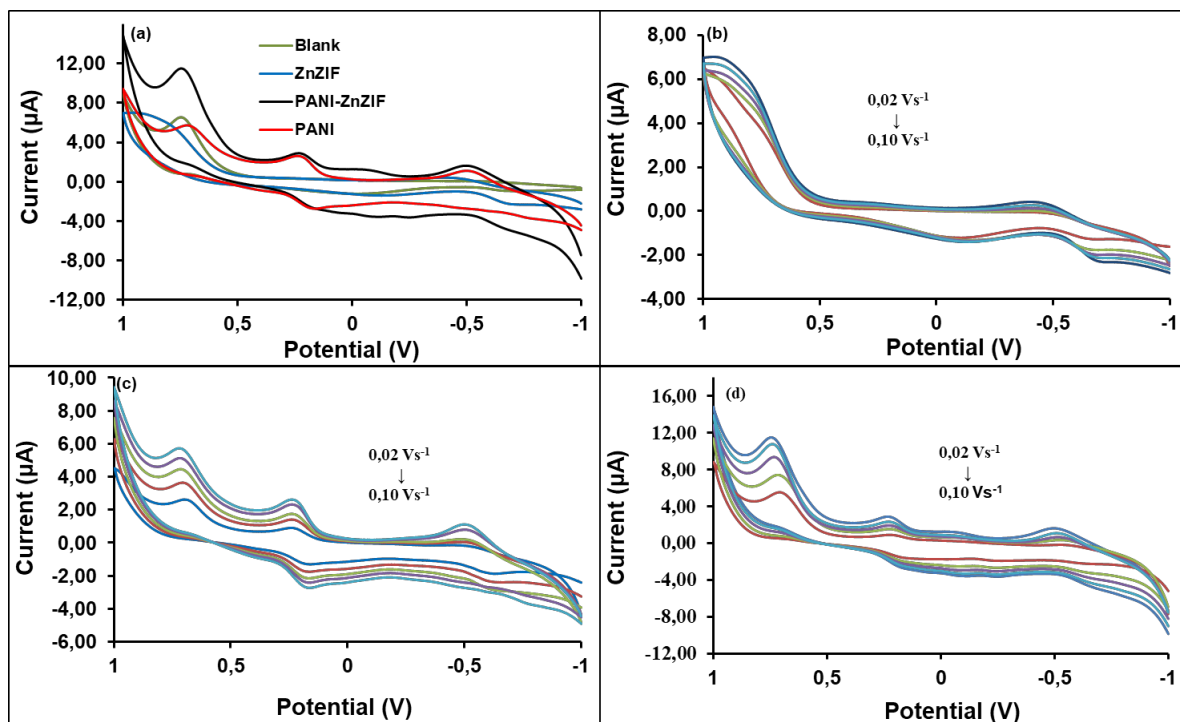 (a)
Blank
ZnZIF
PANI-ZnZIF
PANI
12,00
8,00
4,00
0,00
-4,00
-8,00
-12,00
Current (µA)
1
0,5
0
-0,5
-1
Potential (V)
(b)
8,00
6,00
4,00
2,00
0,00
-2,00
-4,00
Current (µA)
0,02 Vs⁻¹
↓
0,10 Vs⁻¹
1
0,5
0
-0,5
-1
Potential (V)
(c)
10,00
8,00
6,00
4,00
2,00
0,00
-2,00
-4,00
-6,00
Current (µA)
0,02 Vs⁻¹
↓
0,10 Vs⁻¹
1
0,5
0
-0,5
-1
Potential (V)
(d)
16,00
12,00
8,00
4,00
0,00
-4,00
-8,00
-12,00
Current (µA)
0,02 Vs⁻¹
↓
0,10 Vs⁻¹
1
0,5
0
-0,5
-1
Potential (V)